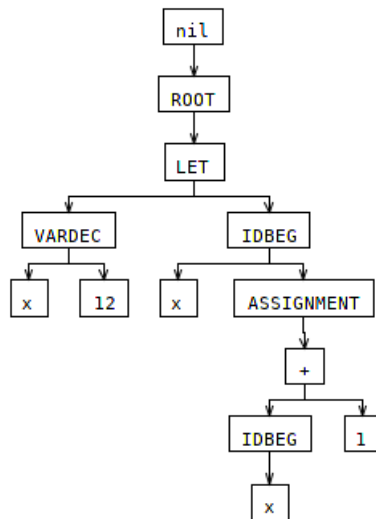 nil
ROOT
LET
VARDEC IDBEG
x 12 x ASSIGNMENT
+
IDBEG 1
x